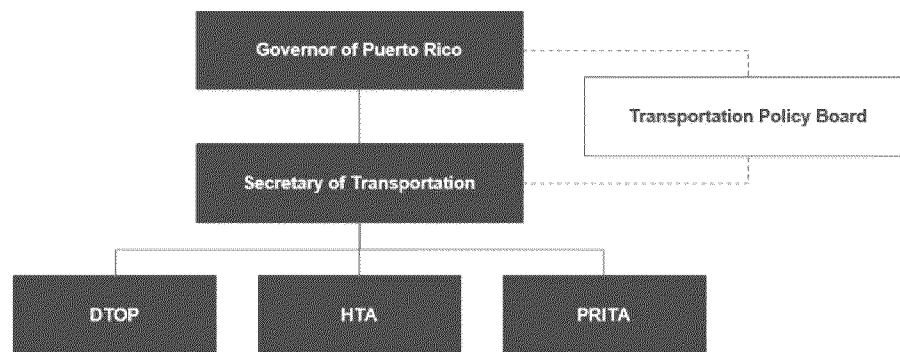 Governor of Puerto Rico
Transportation Policy Board
Secretary of Transportation
DTOP
HTA
PRITA